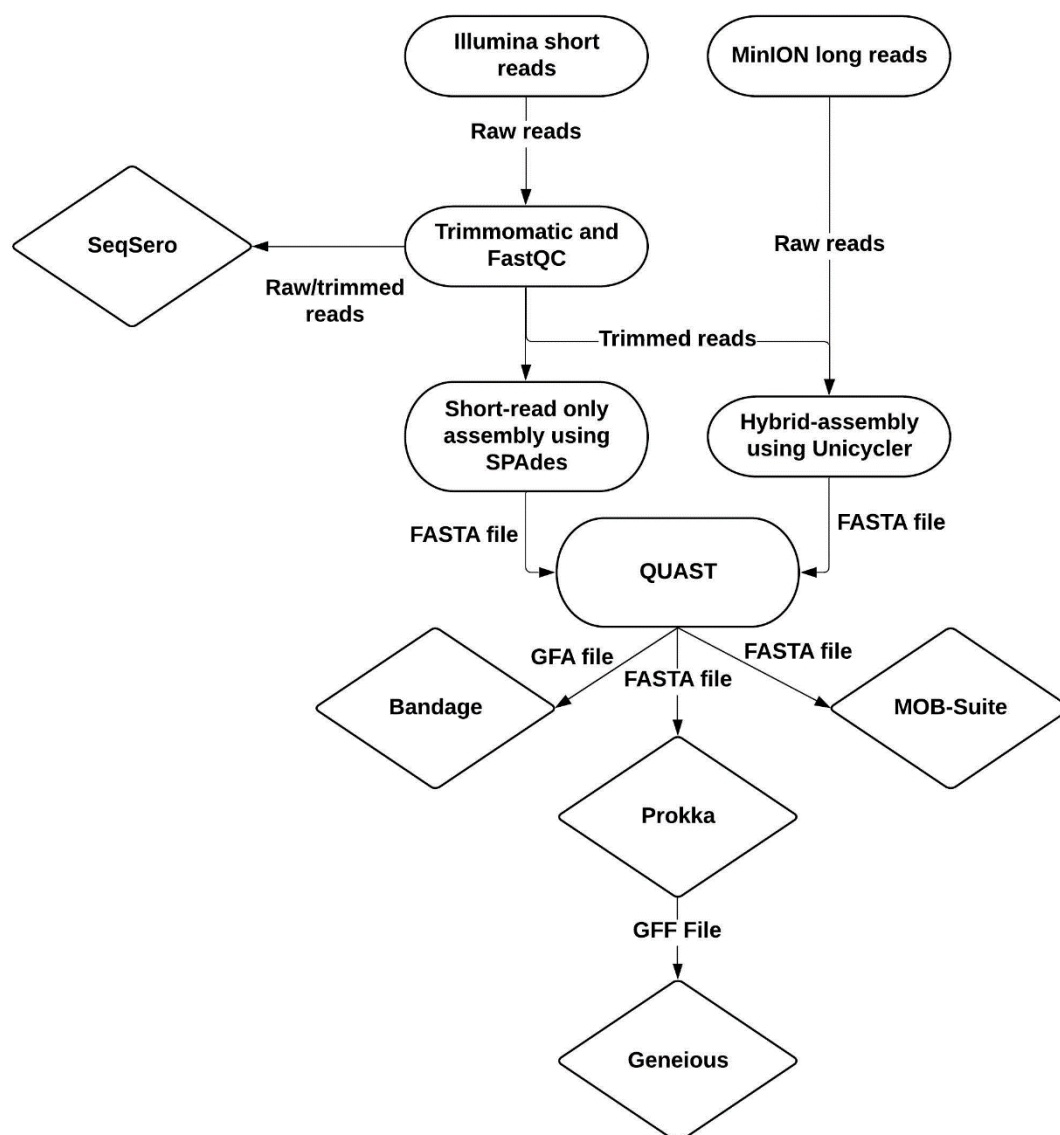 Illumina short
reads
MinION long reads
Raw reads
Trimmomatic and
FastQC
SeqSero
Raw reads
Raw/trimmed
reads
Trimmed reads
Short-read only
assembly using
SPAdes
Hybrid-assembly
using Unicycler
FASTA file
FASTA file
QUAST
GFA file
FASTA file
FASTA file
Bandage
MOB-Suite
Prokka
GFF File
Geneious